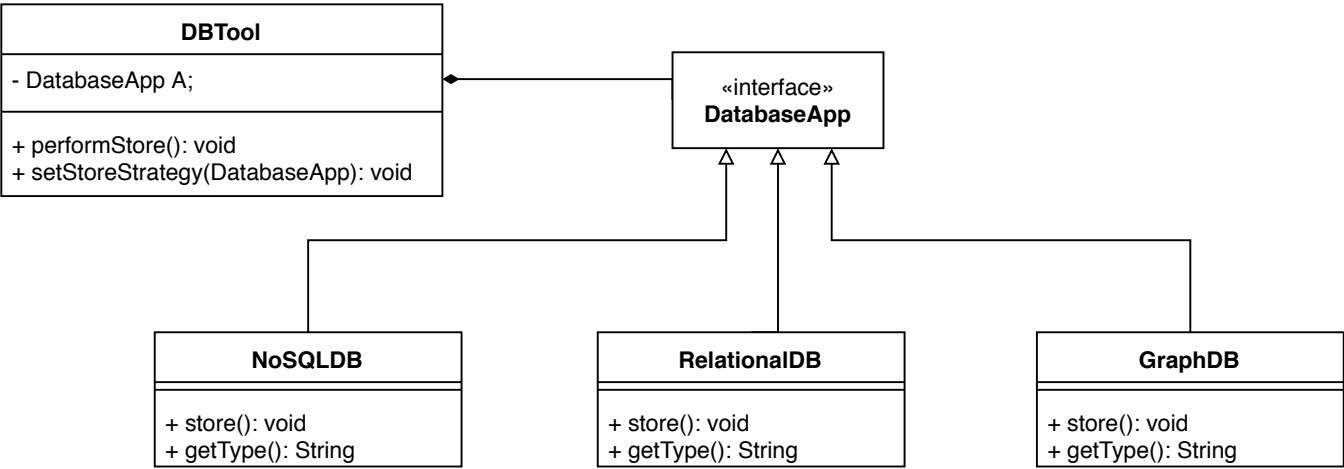 DBTool
- DatabaseApp A;
+ performStore(): void
+ setStoreStrategy(DatabaseApp): void
«interface»
DatabaseApp
NoSQLDB
+ store(): void
+ getType(): String
RelationalDB
+ store(): void
+ getType(): String
GraphDB
+ store(): void
+ getType(): String